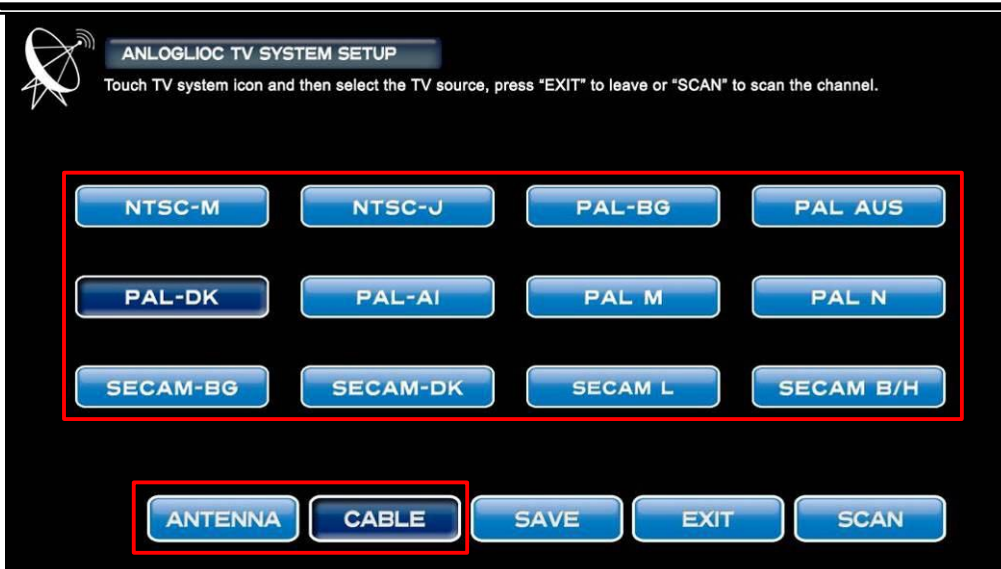 ANLOGLIOC TV SYSTEM SETUP
Touch TV system icon and then select the TV source, press “EXIT” to leave or “SCAN” to scan the channel.
NTSC-M NTSC-J PAL-BG PAL AUS
PAL-DK PAL-AI PAL M PAL N
SECAM-BG SECAM-DK SECAM L SECAM B/H
ANTENNA CABLE SAVE EXIT SCAN